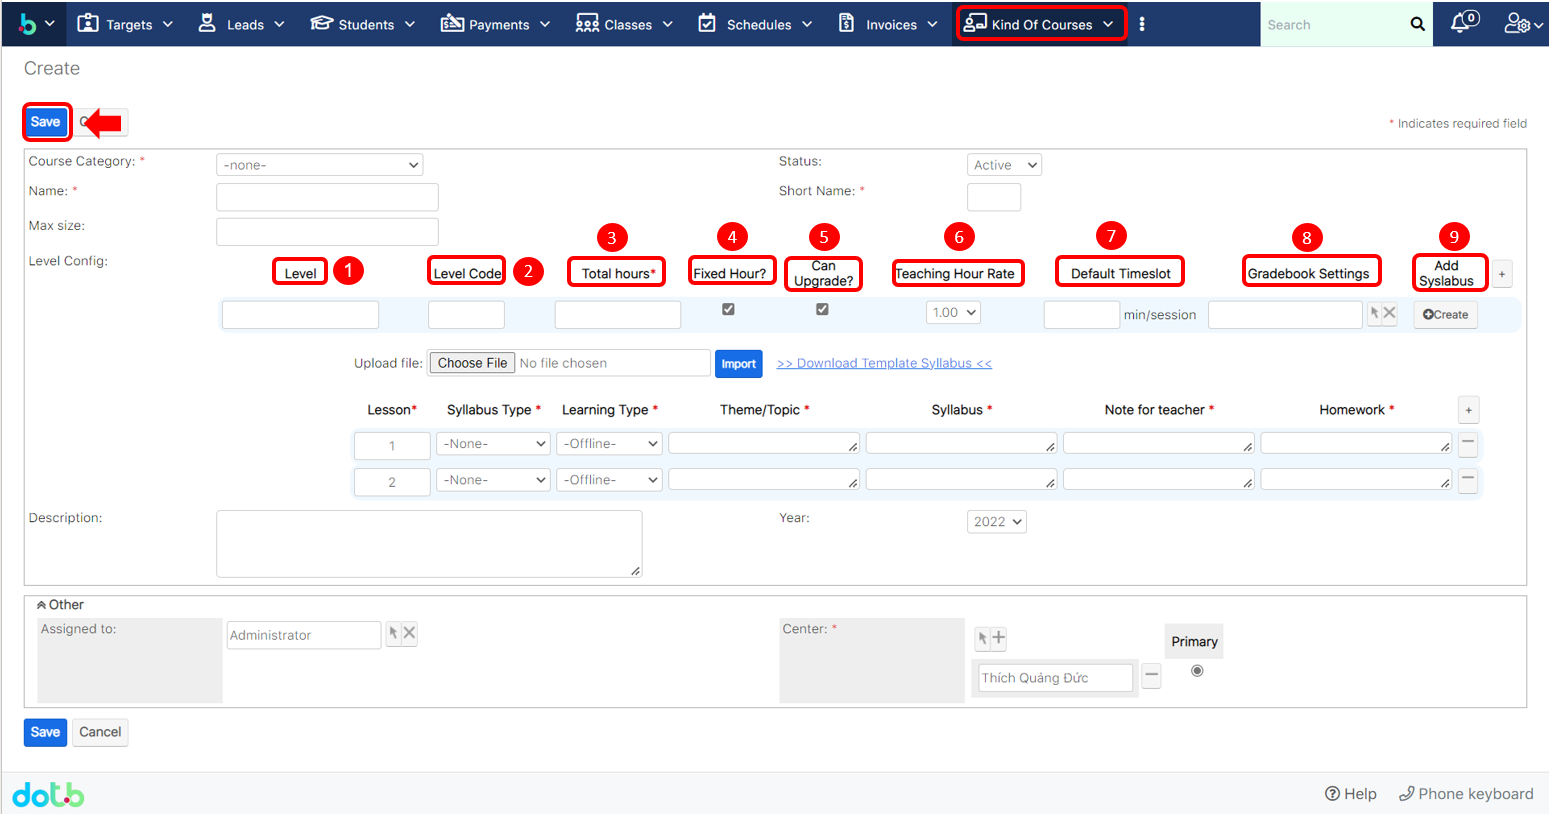 b Targets Leads Students Payments Classes Schedules Invoices Kind Of Courses Search 0
Create
Save
* Indicates required field
Course Category: * -none- Status: Active
Name: * Short Name: *
Max size:
3 4 5 6 7 8 9
Level Config: Level 1 Level Code 2 Total hours* Fixed Hour? Can Upgrade? Teaching Hour Rate Default Timeslot Gradebook Settings Add Syslabus +
1.00 min/session Create
Upload file: Choose File No file chosen Import >> Download Template Syllabus <<
Lesson* Syllabus Type * Learning Type * Theme/Topic * Syllabus * Note for teacher * Homework * +
1 -None- -Offline-
2 -None- -Offline-
Description: Year: 2022
Other
Assigned to: Administrator Center: * Primary
Thích Quảng Đức
Save Cancel
dotb Help Phone keyboard